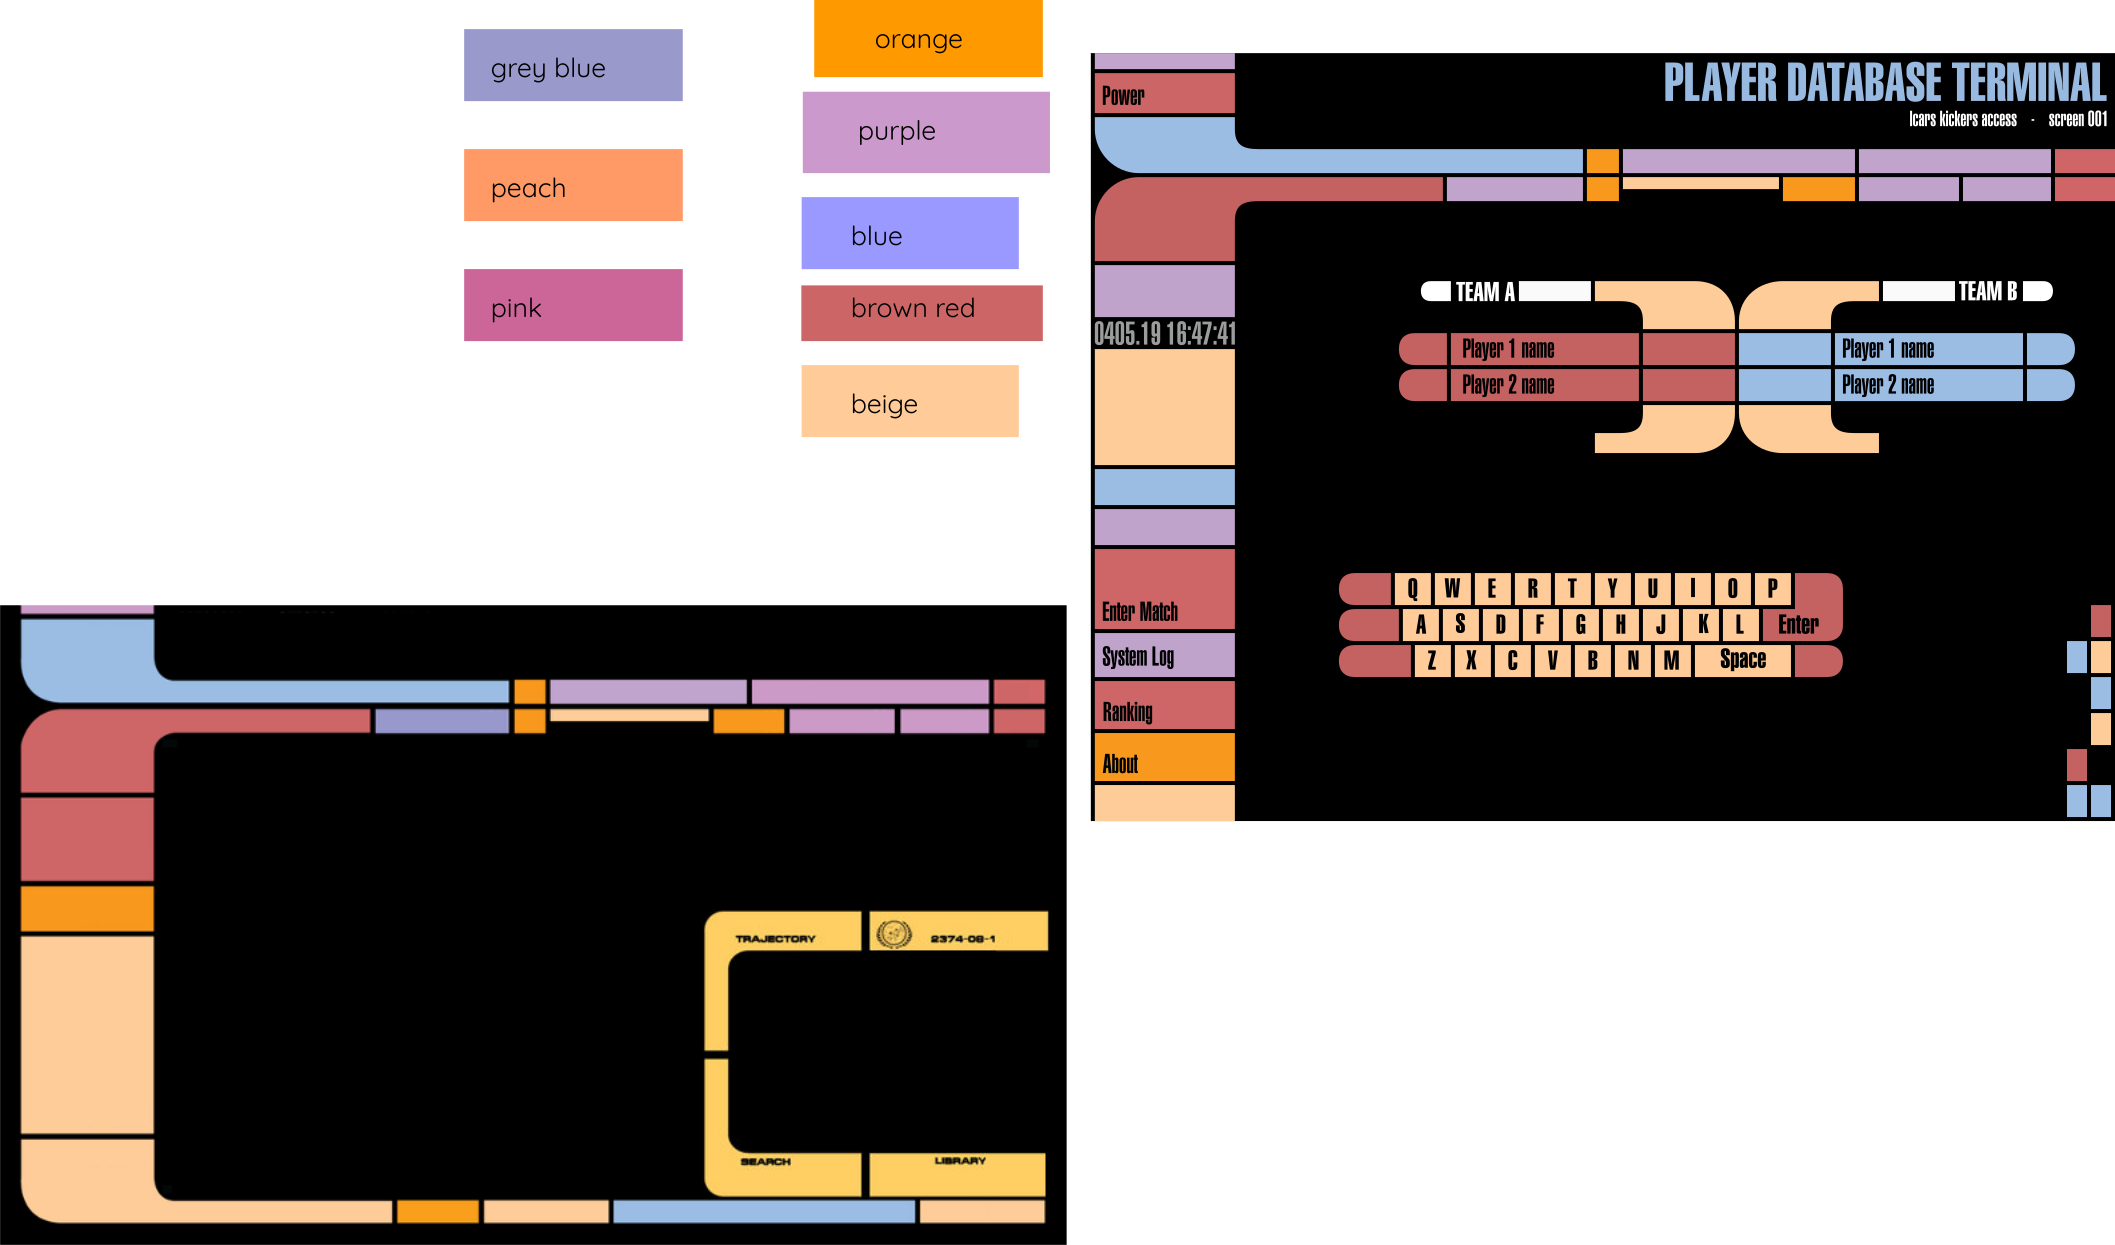 grey blue
peach
pink
orange
purple
blue
brown red
beige
PLAYER DATABASE TERMINAL
lcars kickers access - screen 001
Power
0405.19 16:47:41
Enter Match
System Log
Ranking
About
TEAM A
TEAM B
Player 1 name
Player 1 name
Player 2 name
Player 2 name
Q W E R T Y U I O P
A S D F G H J K L Enter
Z X C V B N M Space
TRAJECTORY
2374-08-1
SEARCH
LIBRARY